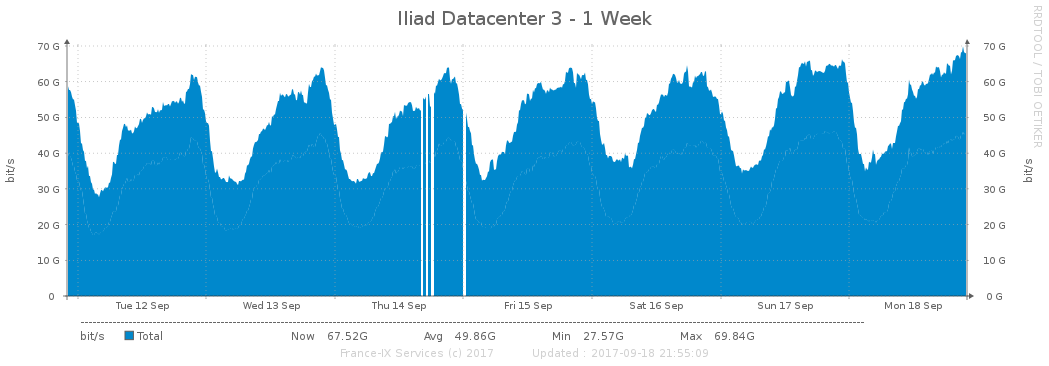 Iliad Datacenter 3 - 1 Week
RRDTOOL / TOBI OETIKER
70 G 70 G
60 G 60 G
50 G 50 G
40 G 40 G
30 G 30 G
20 G 20 G
10 G 10 G
0 0 G
bit/s
bit/s
Tue 12 Sep Wed 13 Sep Thu 14 Sep Fri 15 Sep Sat 16 Sep Sun 17 Sep Mon 18 Sep
bit/s Total Now 67.52G Avg 49.86G Min 27.57G Max 69.84G
France-IX Services (c) 2017 Updated : 2017-09-18 21:55:09